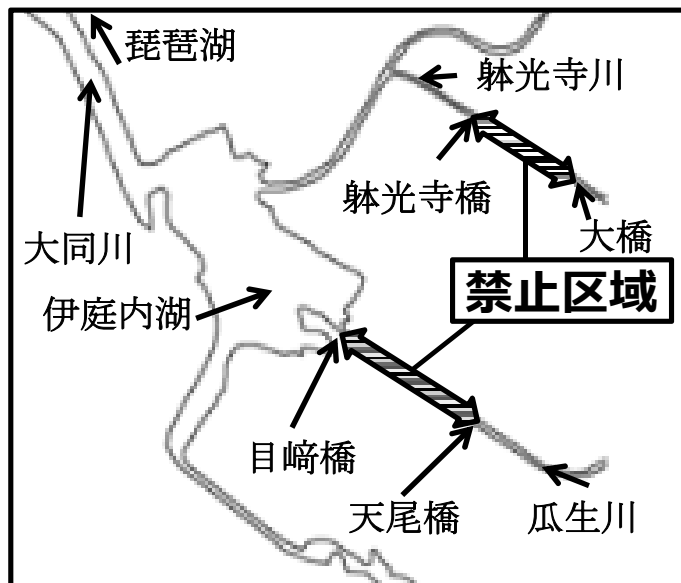 琵琶湖
躰光寺川
躰光寺橋
大橋
大同川
禁止区域
伊庭内湖
目﨑橋
天尾橋
瓜生川